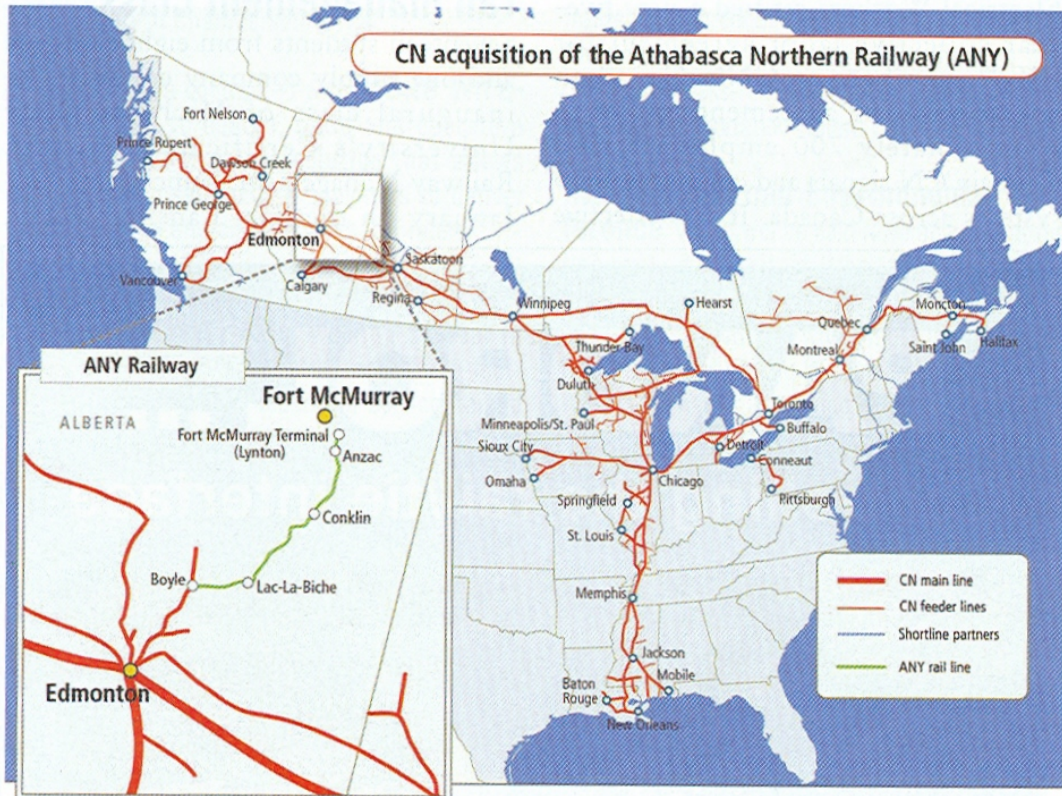 CN acquisition of the Athabasca Northern Railway (ANY)
Fort Nelson
Prince Rupert
Dawson Creek
Prince George
Edmonton
Vancouver
Calgary
Saskatoon
Regina
Winnipeg
Hearst
Thunder Bay
Duluth
Minneapolis/St. Paul
Quebec
Montreal
Moncton
Saint John
Halifax
Toronto
Buffalo
Detroit
Conneaut
Pittsburgh
Sioux City
Omaha
Chicago
Springfield
St. Louis
Memphis
Jackson
Mobile
Baton
Rouge
New Orleans
ANY Railway
ALBERTA
Fort McMurray
Fort McMurray Terminal
(Lynton)
Anzac
Conklin
Boyle
Lac-La-Biche
Edmonton
CN main line
CN feeder lines
Shortline partners
ANY rail line